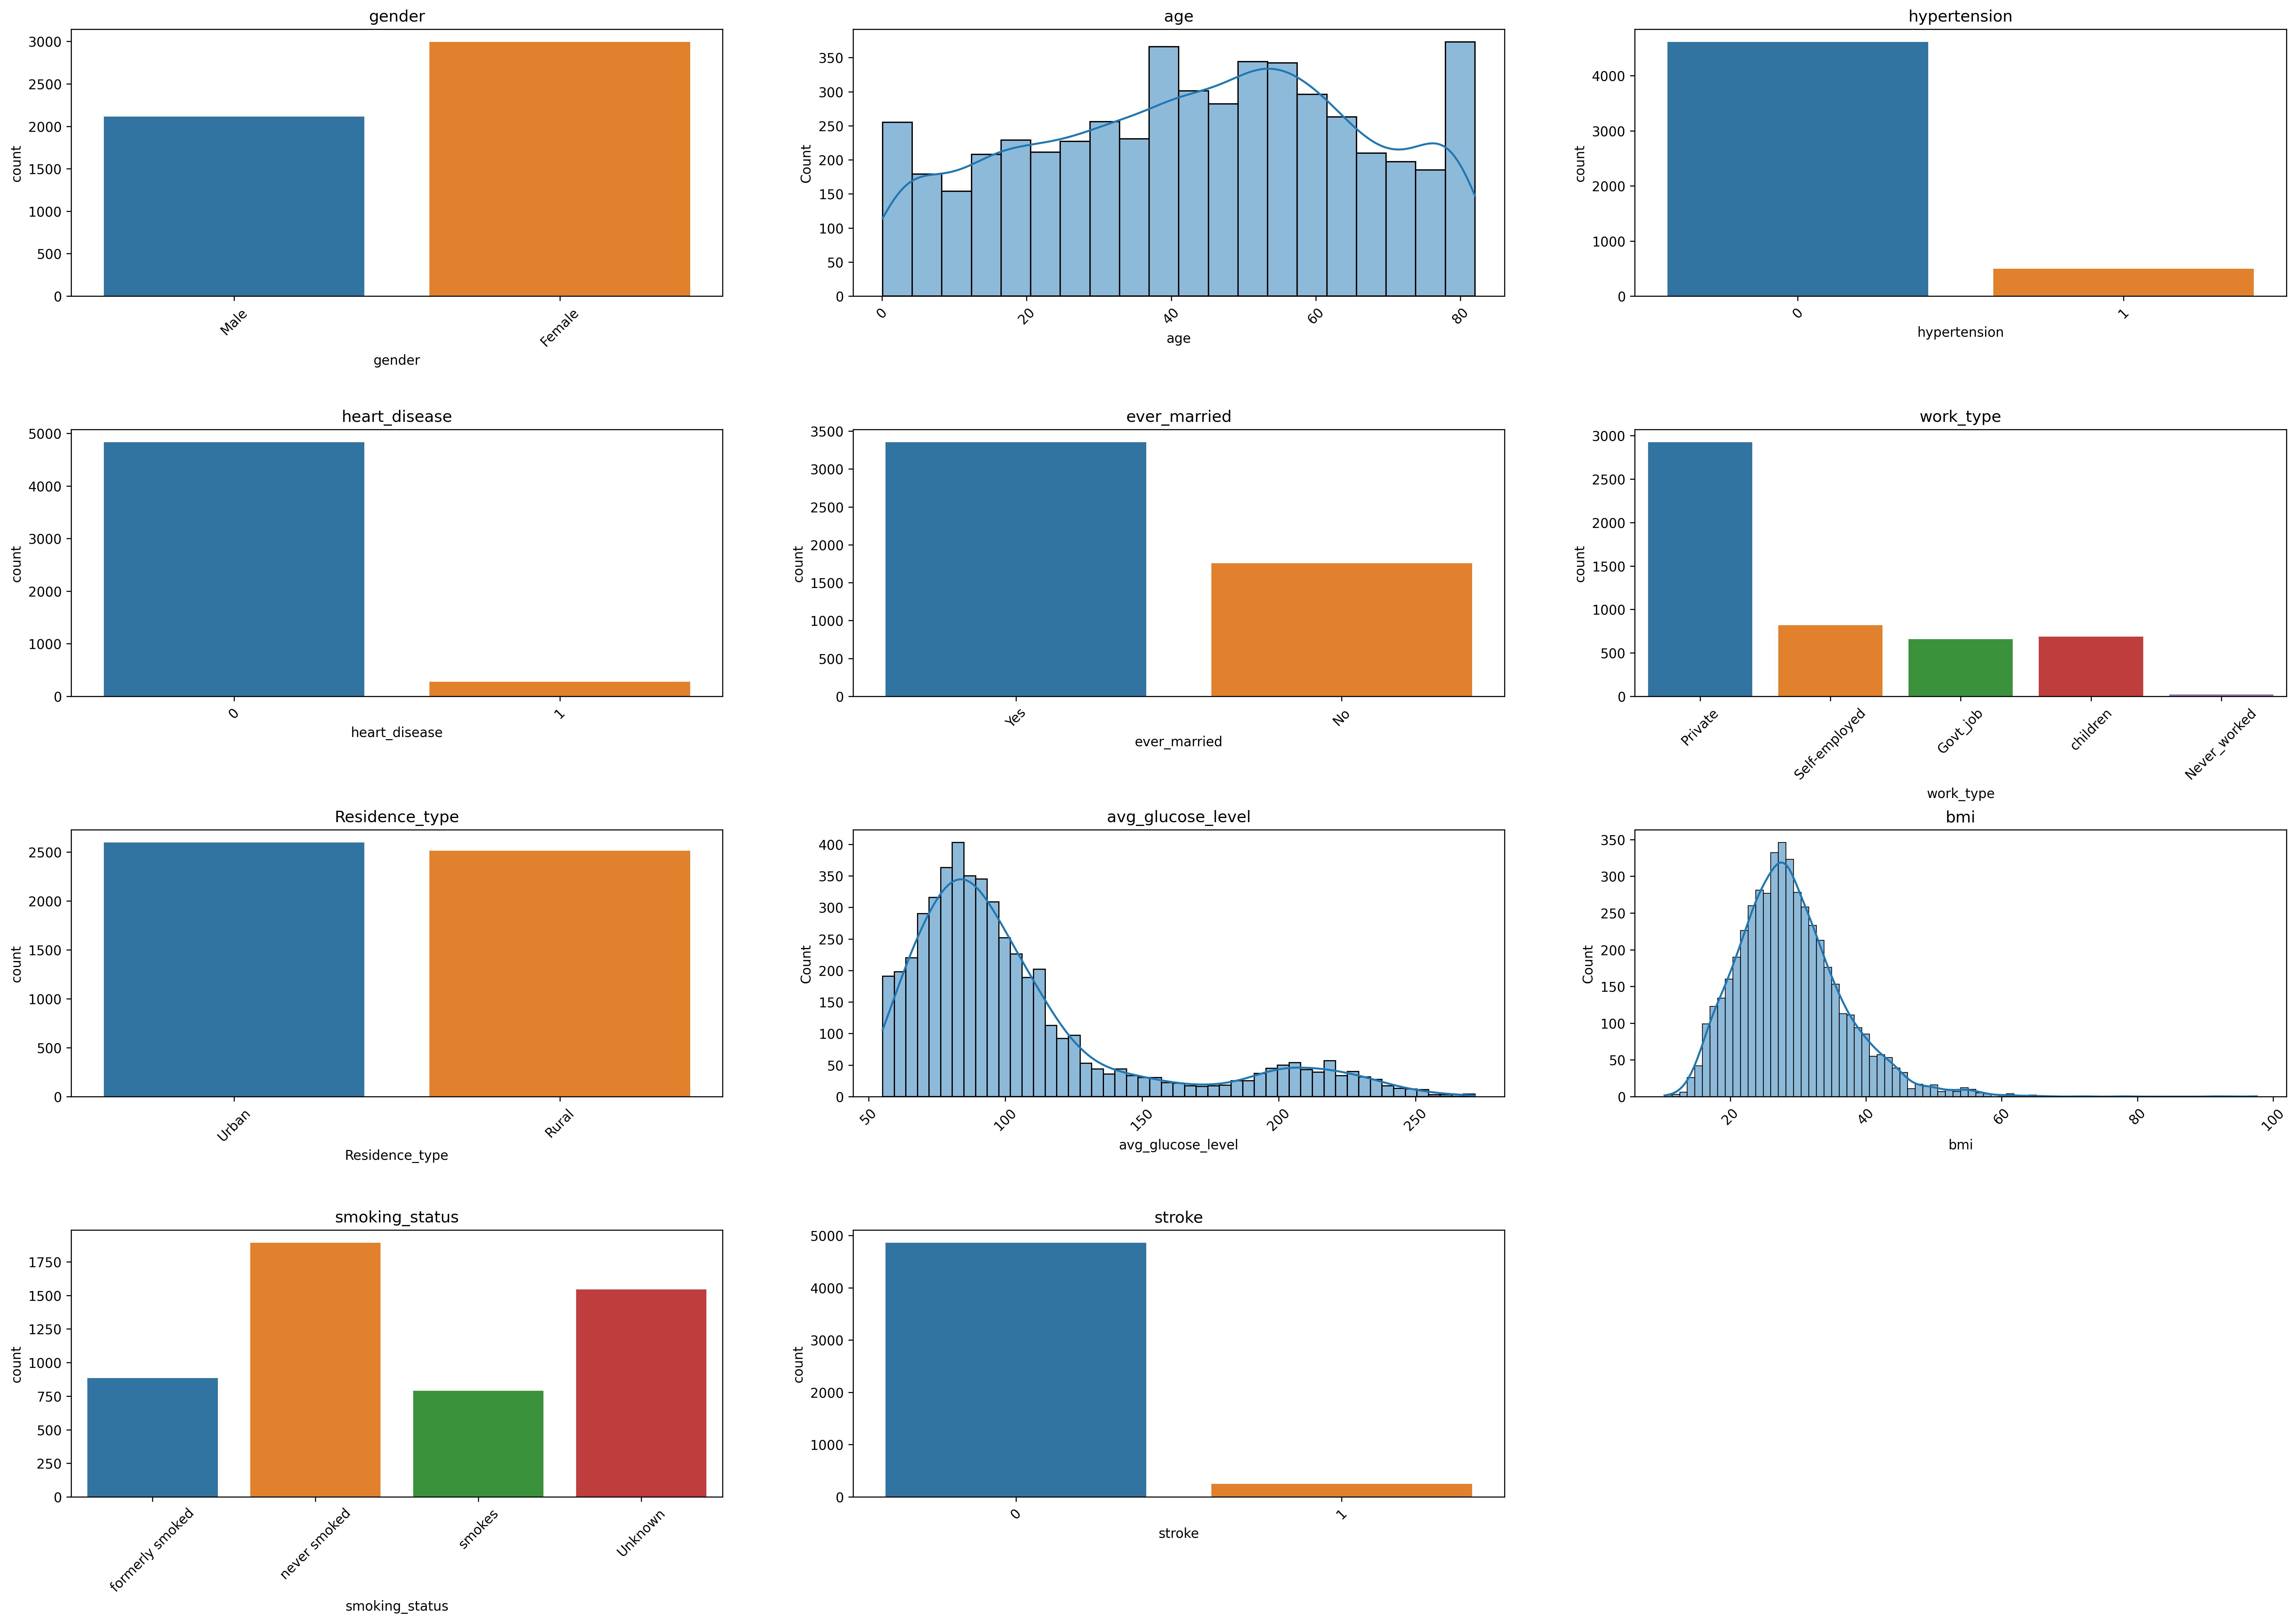 gender
count
3000
2500
2000
1500
1000
500
0
Male
Female
gender
age
Count
350
300
250
200
150
100
50
0
0
20
40
60
80
age
hypertension
count
4000
3000
2000
1000
0
0
1
hypertension
heart_disease
count
5000
4000
3000
2000
1000
0
0
1
heart_disease
ever_married
count
3500
3000
2500
2000
1500
1000
500
0
Yes
No
ever_married
work_type
count
3000
2500
2000
1500
1000
500
0
Private
Self-employed
Govt_job
children
Never_worked
work_type
Residence_type
count
2500
2000
1500
1000
500
0
Urban
Rural
Residence_type
avg_glucose_level
Count
400
350
300
250
200
150
100
50
0
50
100
150
200
250
avg_glucose_level
bmi
Count
350
300
250
200
150
100
50
0
20
40
60
80
100
bmi
smoking_status
count
1750
1500
1250
1000
750
500
250
0
formerly smoked
never smoked
smokes
Unknown
smoking_status
stroke
count
5000
4000
3000
2000
1000
0
0
1
stroke